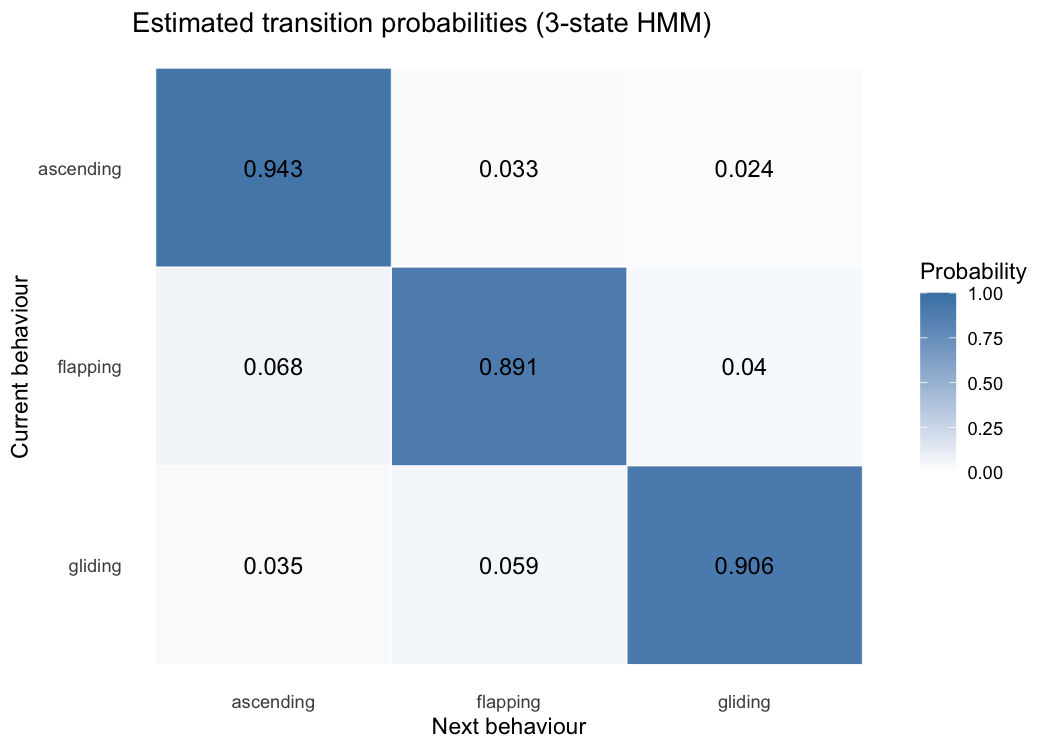 Estimated transition probabilities (3-state HMM)
Current behaviour
ascending
0.943
0.033
0.024
flapping
0.068
0.891
0.04
gliding
0.035
0.059
0.906
ascending
flapping
gliding
Next behaviour
Probability
1.00
0.75
0.50
0.25
0.00